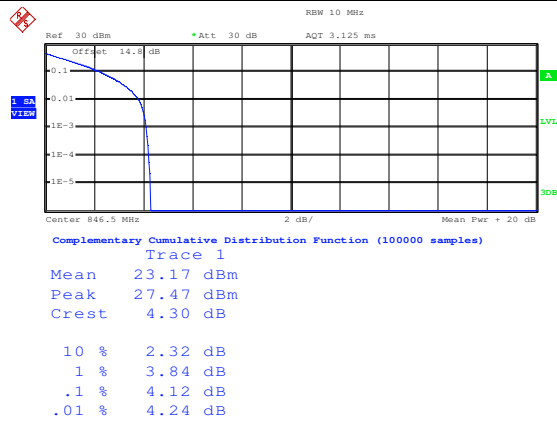 RBW 10 MHz
Ref 30 dBm *Att 30 dB AQT 3.125 ms
Offset 14.8 dB
0.1
A
0.01
1 SA
VIEW
LVL
1E-3
1E-4
1E-5
3DB
Center 846.5 MHz 2 dB/ Mean Pwr + 20 dB
Complementary Cumulative Distribution Function (100000 samples)
Trace 1
Mean 23.17 dBm
Peak 27.47 dBm
Crest 4.30 dB
10 % 2.32 dB
1 % 3.84 dB
.1 % 4.12 dB
.01 % 4.24 dB